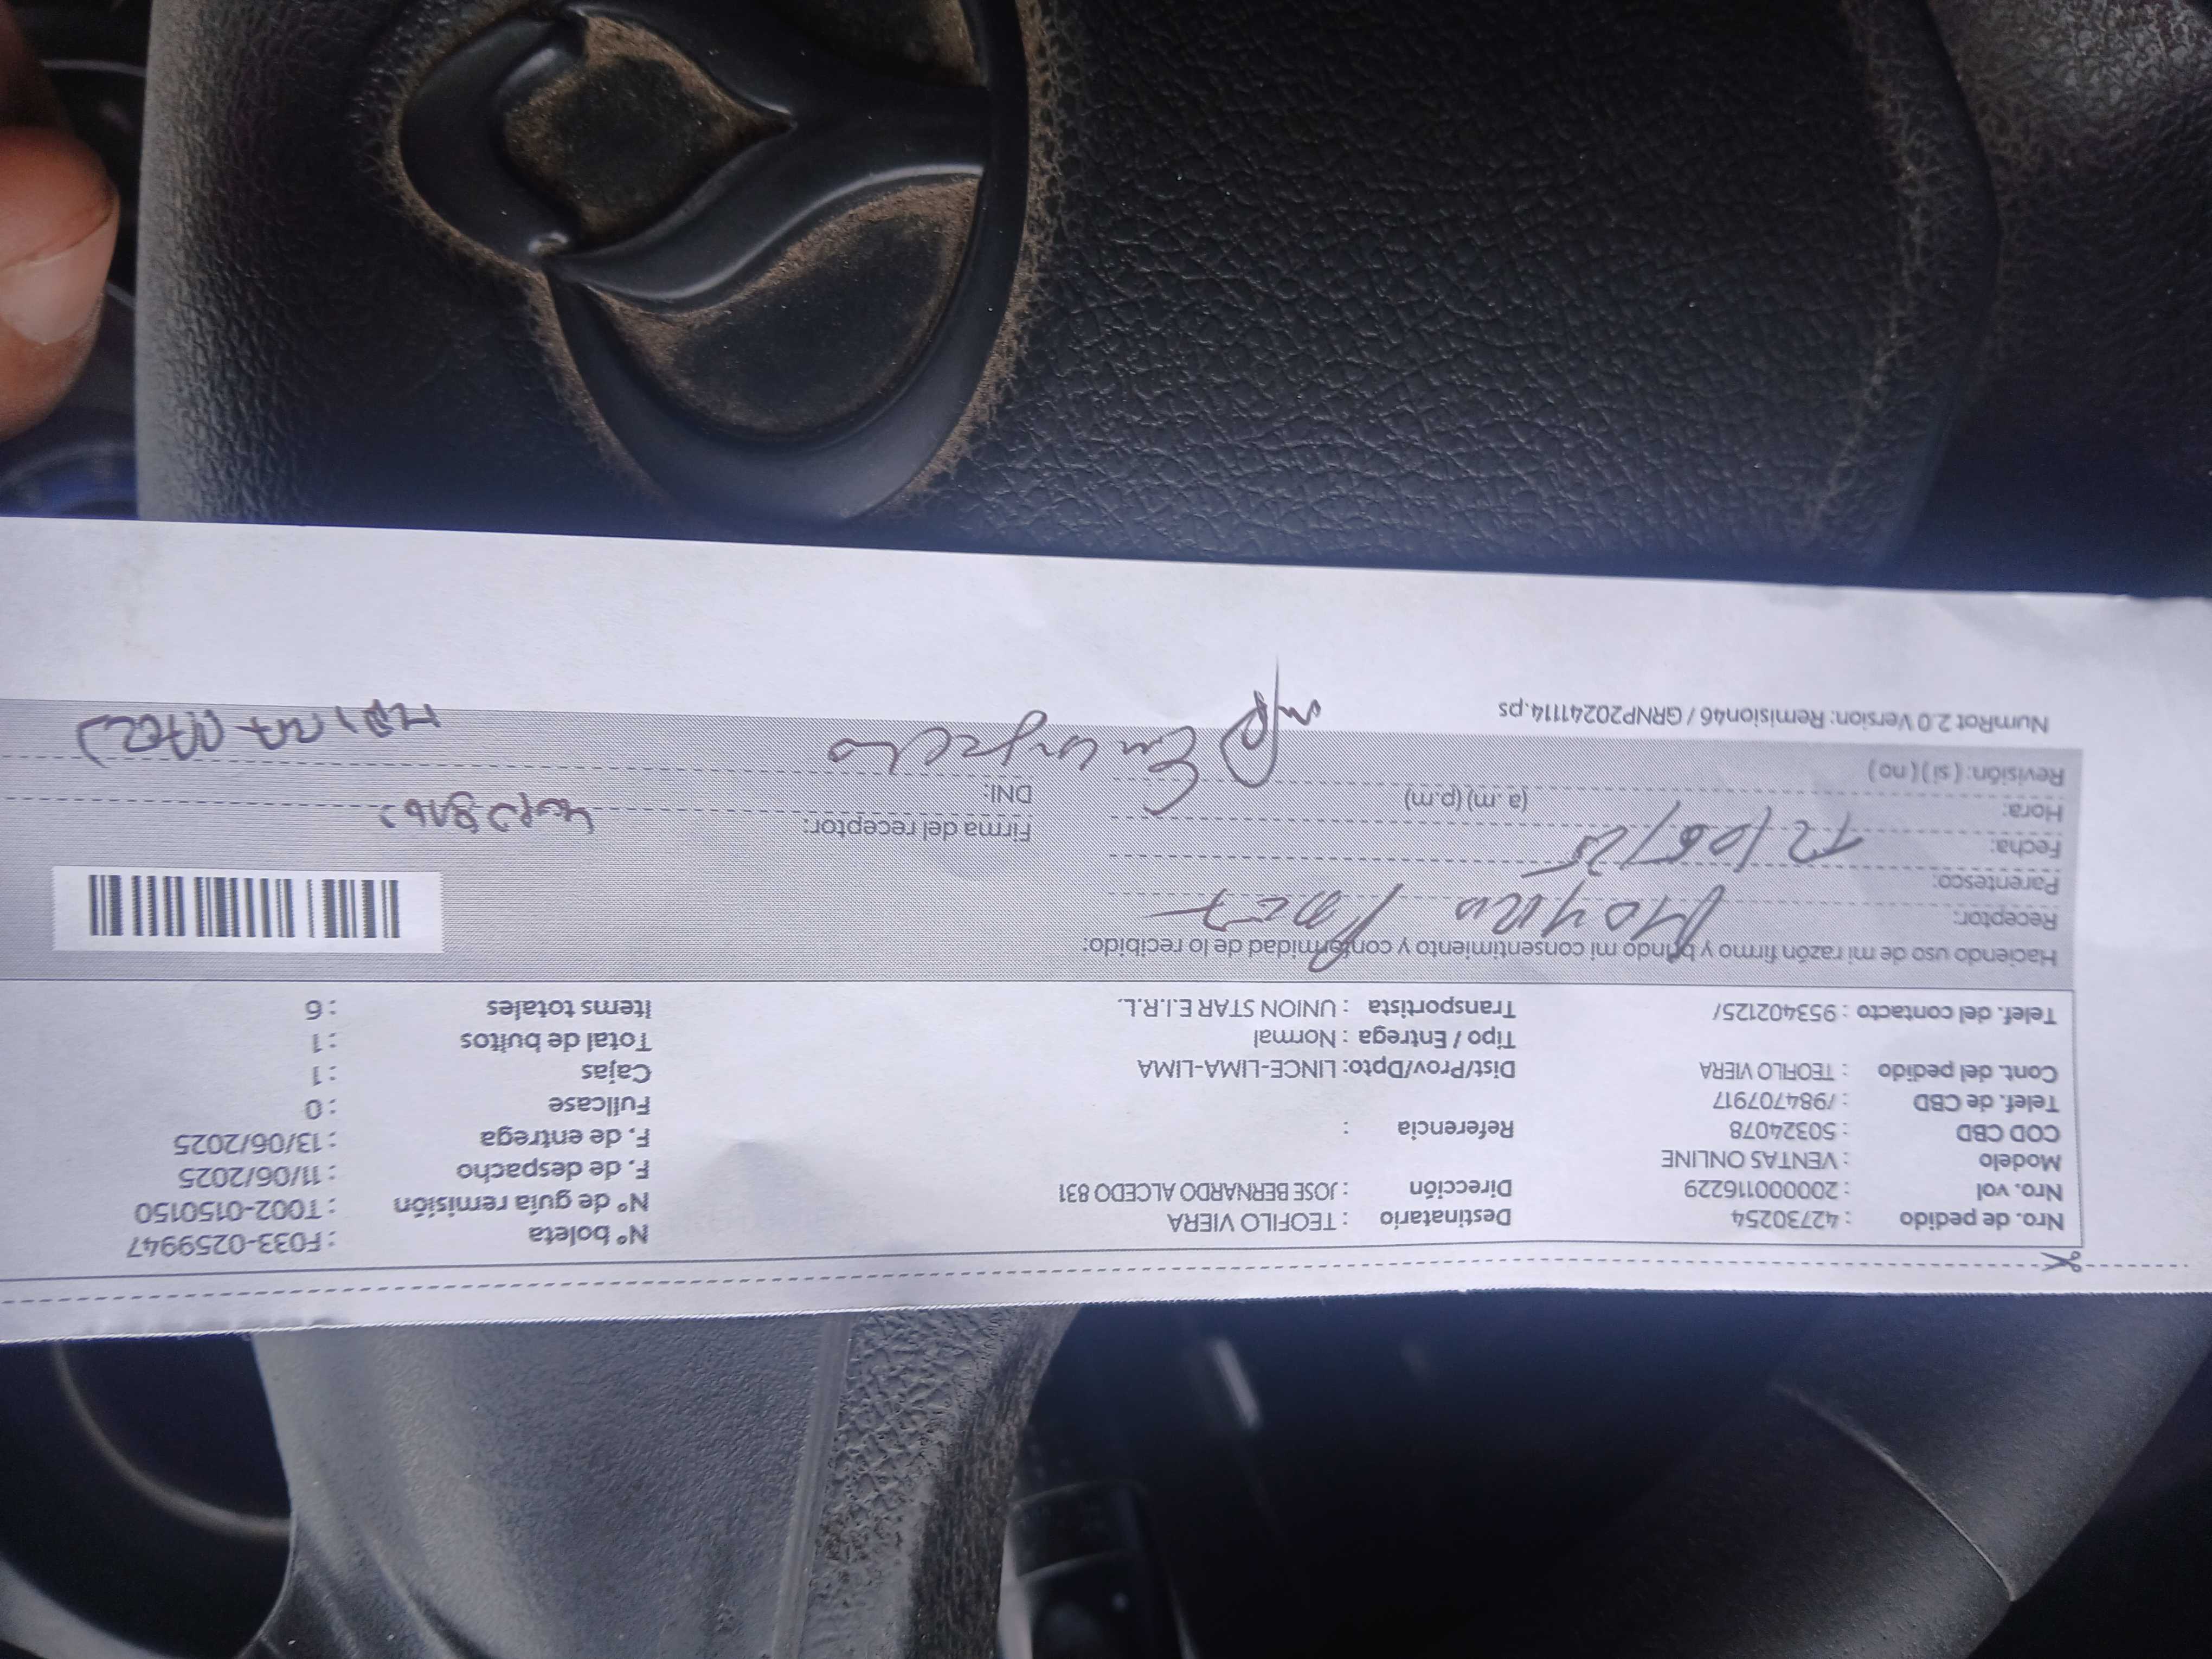 Nro. de pedido : 42730254 Destinatario : TEOFILO VIERA N° boleta : F033-0259947
Nro. vol : 20000116229 Dirección : JOSE BERNARDO ALCEDO 831 N° de guía remisión : T002-0150150
Modelo : VENTAS ONLINE F. de despacho : 11/06/2025
COD CBD : 50324078 Referencia : F. de entrega : 13/06/2025
Telef. de CBD : /984707917 Fullcase : 0
Cont. del pedido : TEOFILO VIERA Dist/Prov/Dpto: LINCE-LIMA-LIMA Cajas : 1
Tipo / Entrega : Normal Total de bultos : 1
Telef. del contacto : 953402125/ Transportista : UNION STAR E.I.R.L. Items totales : 6
Haciendo uso de mi razón firmo y brindo mi consentimiento y conformidad de lo recibido:
Receptor:
Parentesco:
Fecha: 12/06/25 Firma del receptor:
Hora: (a. m.) (p.m) DNI:
Revisión: ( si ) ( no )
NumRot 2.0 Version: Remision46 / GRNP20241114.ps